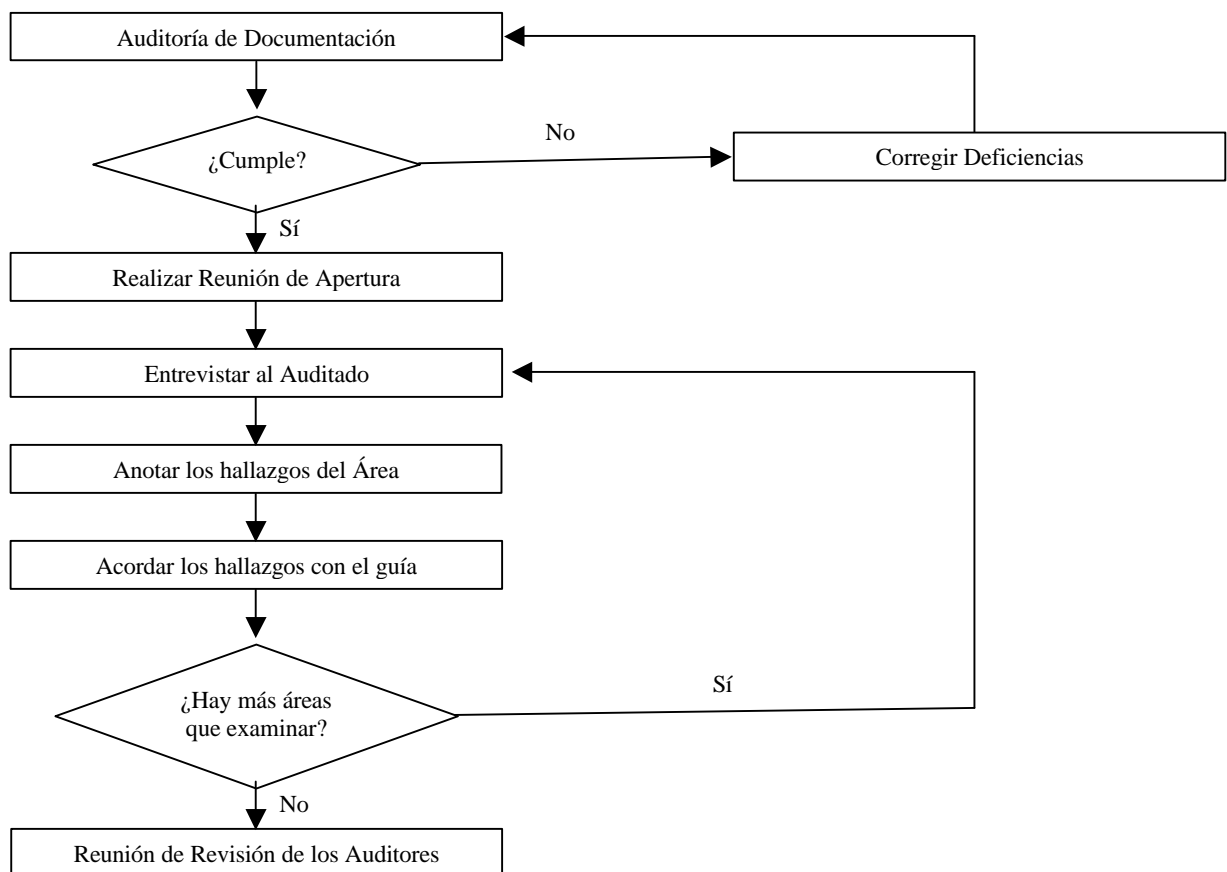 Auditoría de Documentación
¿Cumple?
No
Corregir Deficiencias
Sí
Realizar Reunión de Apertura
Entrevistar al Auditado
Anotar los hallazgos del Área
Acordar los hallazgos con el guía
¿Hay más áreas
que examinar?
Sí
No
Reunión de Revisión de los Auditores